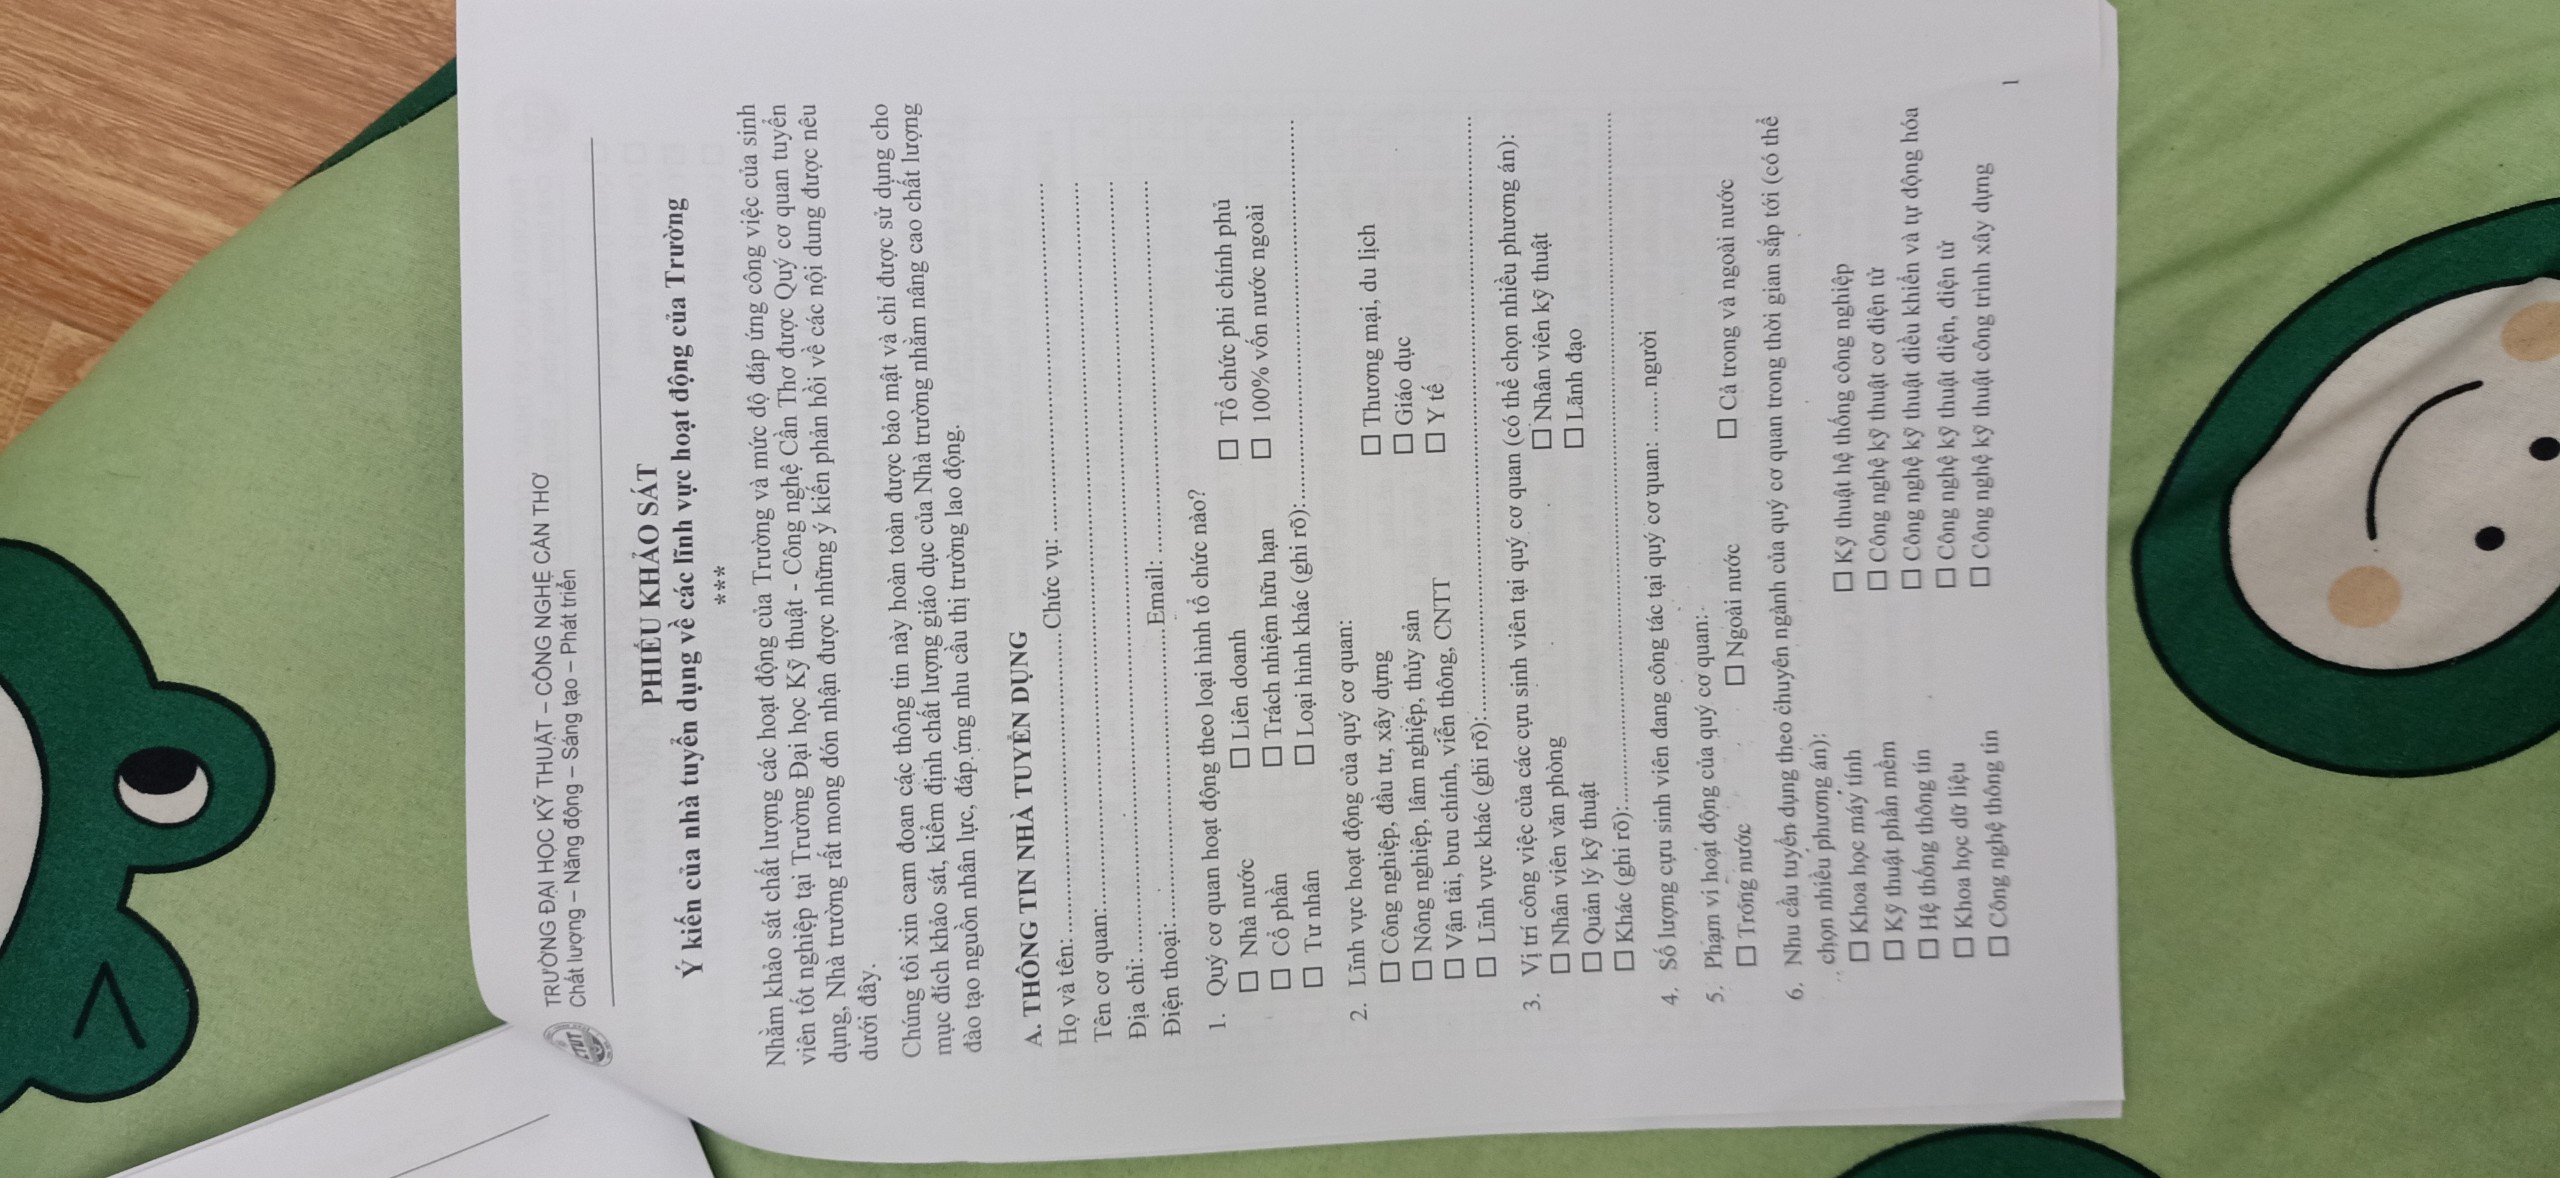 CTUT
TRƯỜNG ĐẠI HỌC KỸ THUẬT – CÔNG NGHỆ CẦN THƠ
Chất lượng – Năng động – Sáng tạo – Phát triển
PHIẾU KHẢO SÁT
Ý kiến của nhà tuyển dụng về các lĩnh vực hoạt động của Trường
***
Nhằm khảo sát chất lượng các hoạt động của Trường và mức độ đáp ứng công việc của sinh
viên tốt nghiệp tại Trường Đại học Kỹ thuật - Công nghệ Cần Thơ được Quý cơ quan tuyển
dụng, Nhà trường rất mong đón nhận được những ý kiến phản hồi về các nội dung được nêu
dưới đây.
Chúng tôi xin cam đoan các thông tin này hoàn toàn được bảo mật và chỉ được sử dụng cho
mục đích khảo sát, kiểm định chất lượng giáo dục của Nhà trường nhằm nâng cao chất lượng
đào tạo nguồn nhân lực, đáp ứng nhu cầu thị trường lao động.
A. THÔNG TIN NHÀ TUYỂN DỤNG
Họ và tên: .......... Chức vụ: ..........
Tên cơ quan: ..........
Địa chỉ: ..........
Điện thoại: .......... Email: ..........
1. Quý cơ quan hoạt động theo loại hình tổ chức nào?
☐ Nhà nước ☐ Liên doanh ☐ Tổ chức phi chính phủ
☐ Cổ phần ☐ Trách nhiệm hữu hạn ☐ 100% vốn nước ngoài
☐ Tư nhân ☐ Loại hình khác (ghi rõ): ..........
2. Lĩnh vực hoạt động của quý cơ quan:
☐ Công nghiệp, đầu tư, xây dựng ☐ Thương mại, du lịch
☐ Nông nghiệp, lâm nghiệp, thủy sản ☐ Giáo dục
☐ Vận tải, bưu chính, viễn thông, CNTT ☐ Y tế
☐ Lĩnh vực khác (ghi rõ): ..........
3. Vị trí công việc của các cựu sinh viên tại quý cơ quan (có thể chọn nhiều phương án):
☐ Nhân viên văn phòng ☐ Nhân viên kỹ thuật
☐ Quản lý kỹ thuật ☐ Lãnh đạo
☐ Khác (ghi rõ): ..........
4. Số lượng cựu sinh viên đang công tác tại quý cơ quan: ....... người
5. Phạm vi hoạt động của quý cơ quan:
☐ Trong nước ☐ Ngoài nước ☐ Cả trong và ngoài nước
6. Nhu cầu tuyển dụng theo chuyên ngành của quý cơ quan trong thời gian sắp tới (có thể
chọn nhiều phương án):
☐ Khoa học máy tính ☐ Kỹ thuật hệ thống công nghiệp
☐ Kỹ thuật phần mềm ☐ Công nghệ kỹ thuật cơ điện tử
☐ Hệ thống thông tin ☐ Công nghệ kỹ thuật điều khiển và tự động hóa
☐ Khoa học dữ liệu ☐ Công nghệ kỹ thuật điện, điện tử
☐ Công nghệ thông tin ☐ Công nghệ kỹ thuật công trình xây dựng
1